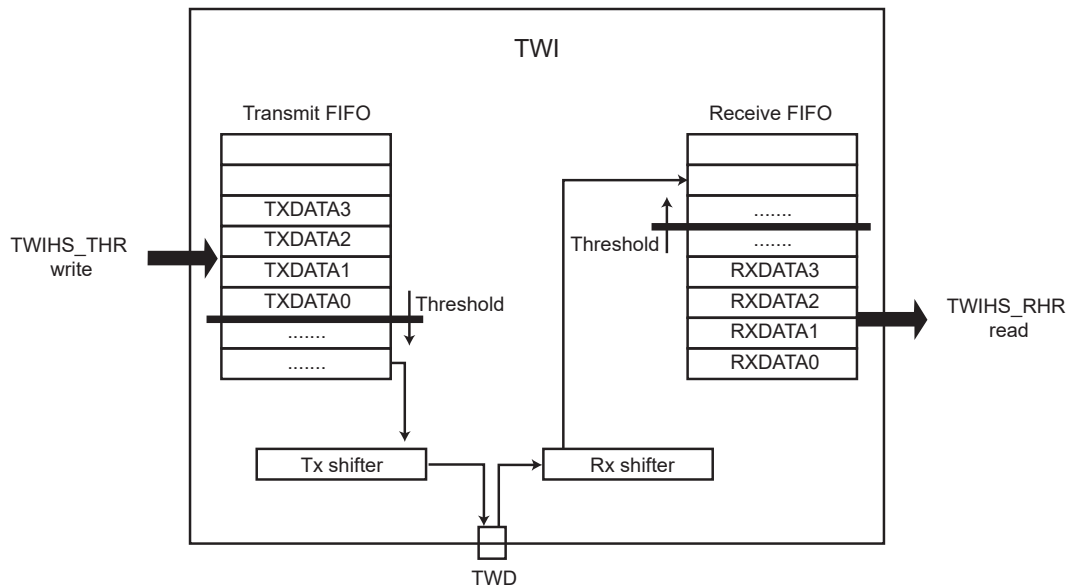 TWI
Transmit FIFO
TXDATA3
TXDATA2
TXDATA1
TXDATA0
.......
.......
Threshold
TWIHS_THR
write
Receive FIFO
.......
.......
RXDATA3
RXDATA2
RXDATA1
RXDATA0
Threshold
TWIHS_RHR
read
Tx shifter
Rx shifter
TWD